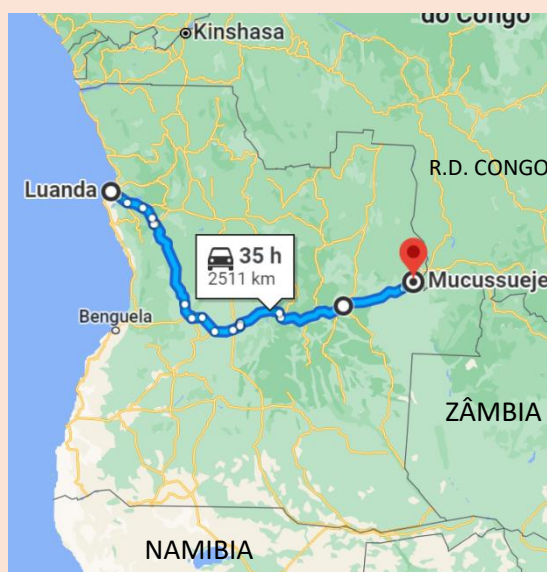 do Congo
Kinshasa
R.D. CONGO
Luanda
35 h
2511 km
Mucussueje
Benguela
ZÂMBIA
NAMIBIA